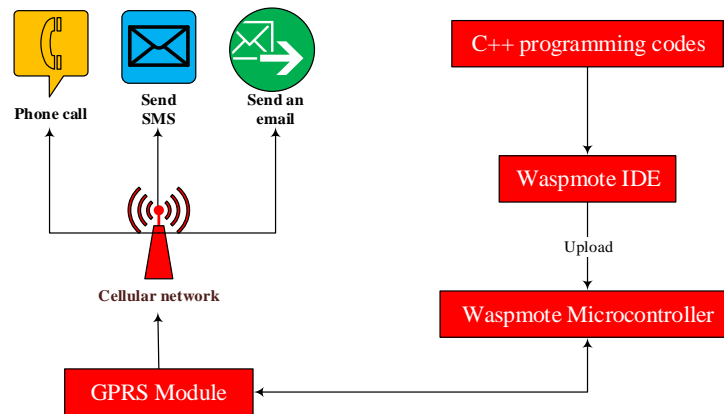 C++ programming codes
Phone call
Send
SMS
Send an
email
Waspmote IDE
Upload
Cellular network
Waspmote Microcontroller
GPRS Module